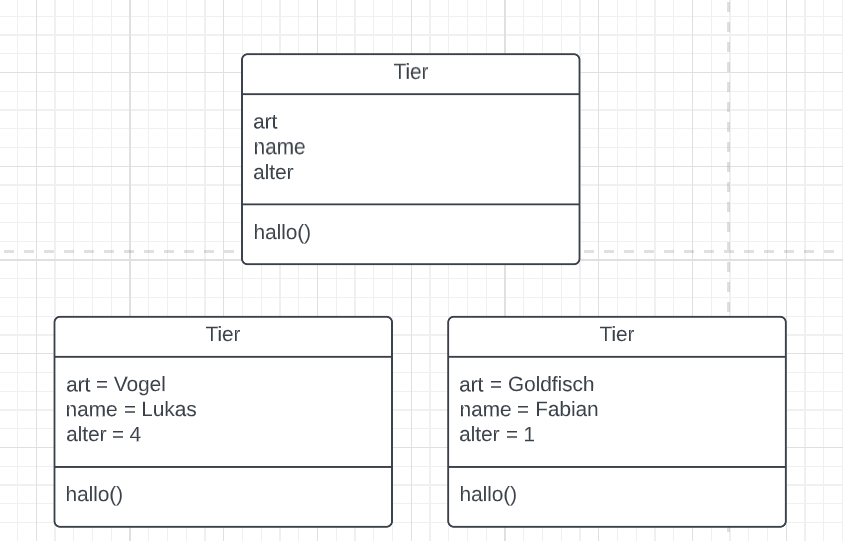 Tier
art
name
alter
hallo()
Tier
art = Vogel
name = Lukas
alter = 4
hallo()
Tier
art = Goldfisch
name = Fabian
alter = 1
hallo()